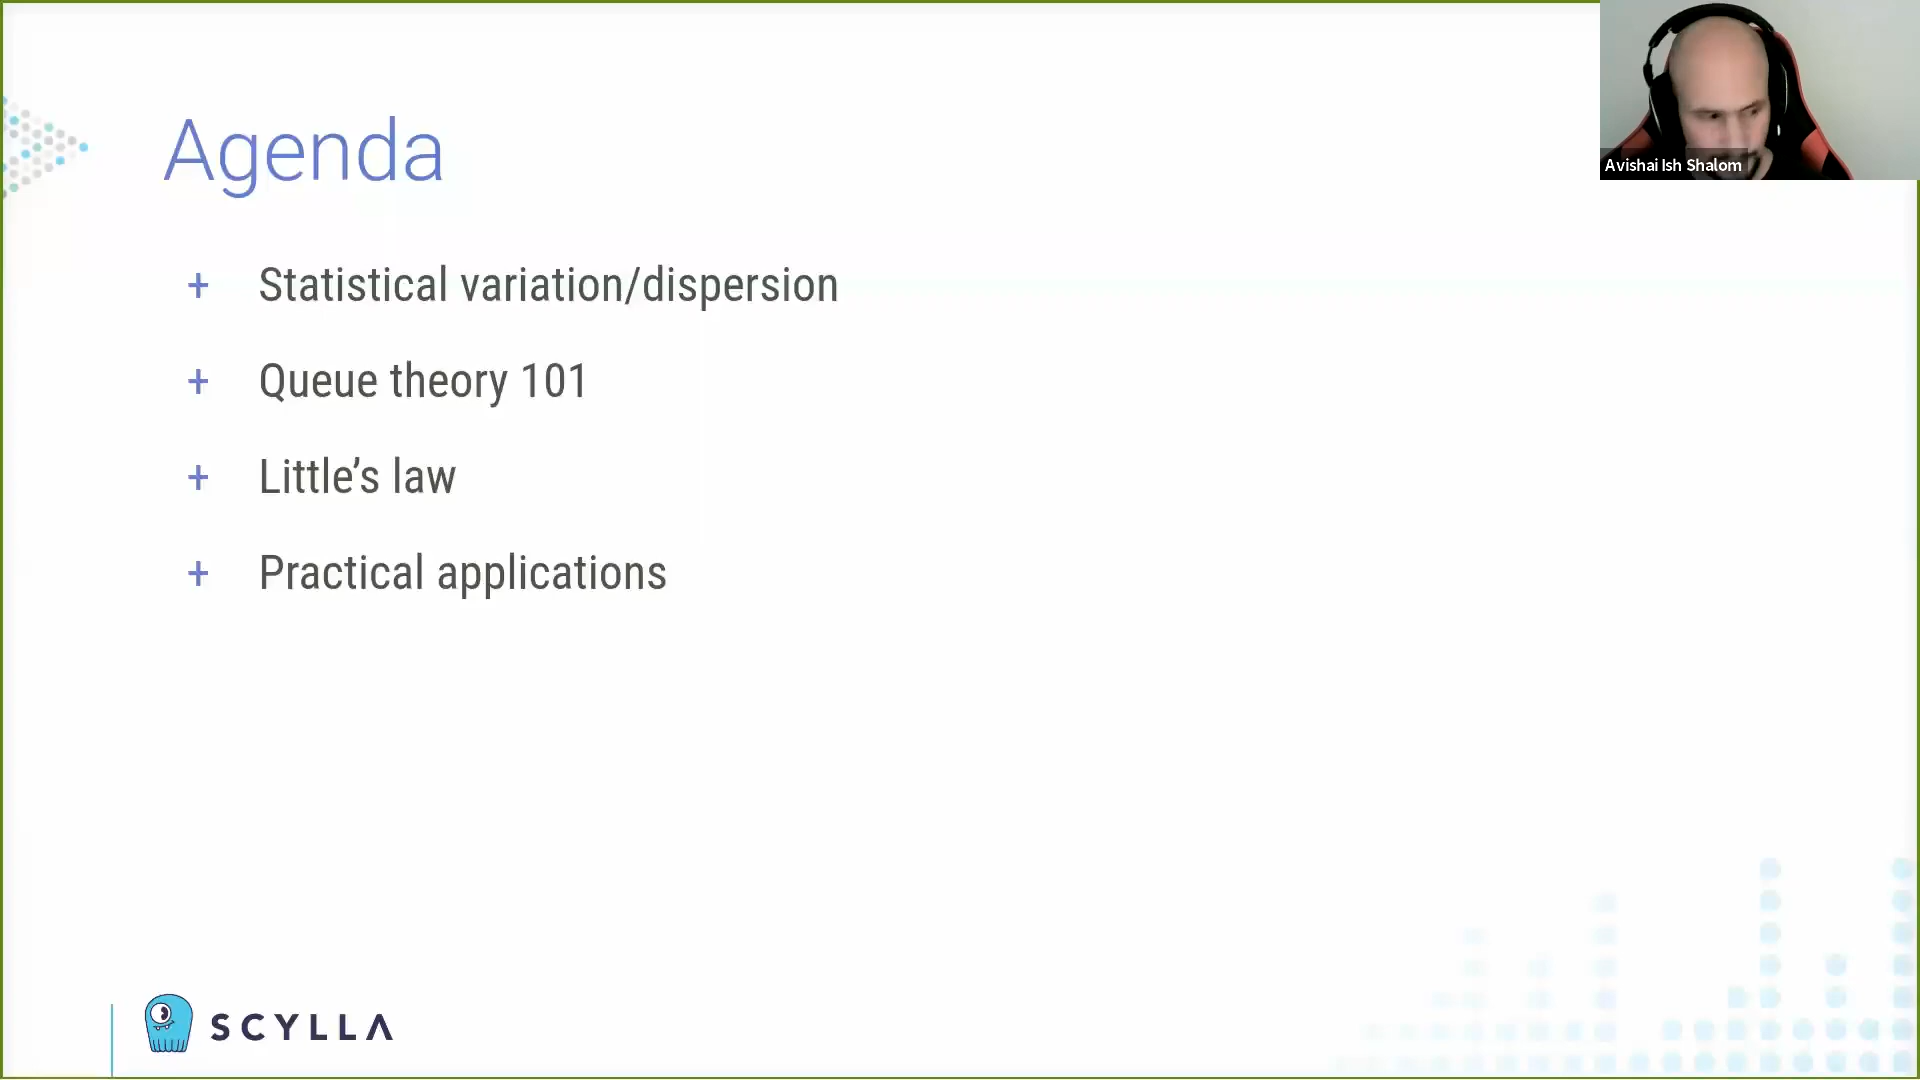 Agenda
+ Statistical variation/dispersion
+ Queue theory 101
+ Little’s law
+ Practical applications
Avishai Ish Shalom
SCYLLA